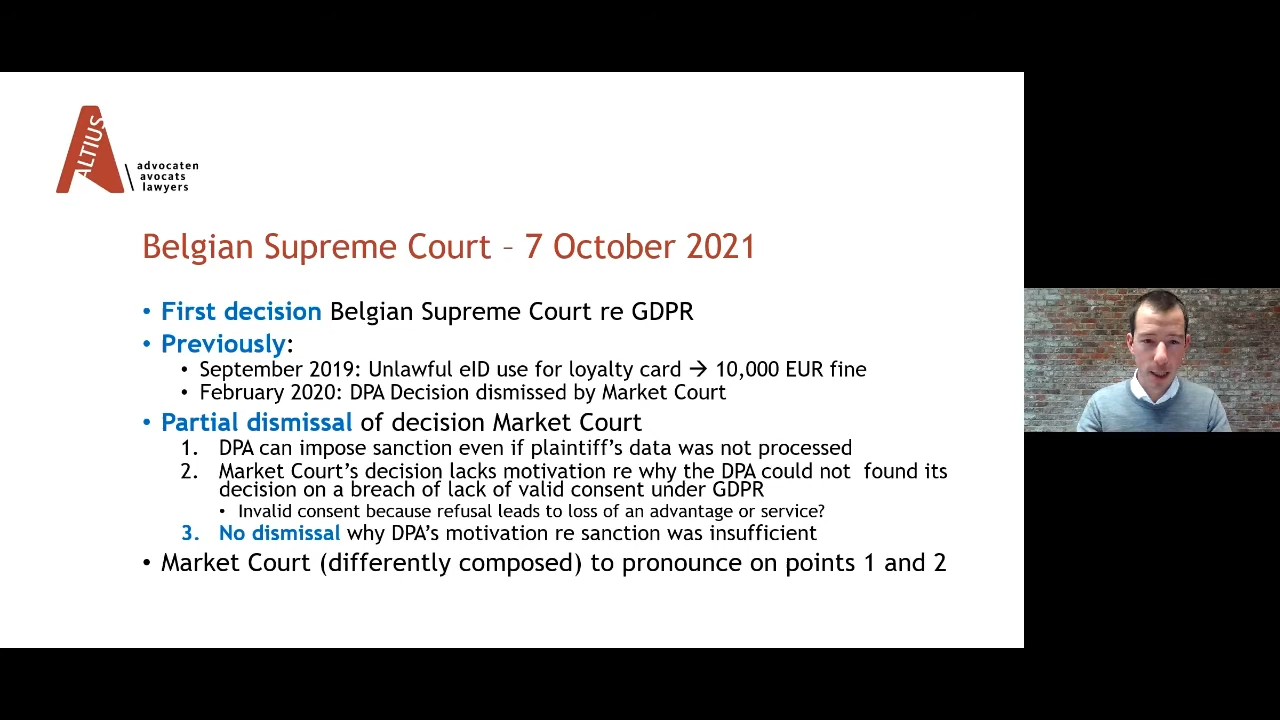 ALTIUS
advocaten
avocats
lawyers
Belgian Supreme Court – 7 October 2021
• First decision Belgian Supreme Court re GDPR
• Previously:
• September 2019: Unlawful eID use for loyalty card → 10,000 EUR fine
• February 2020: DPA Decision dismissed by Market Court
• Partial dismissal of decision Market Court
1. DPA can impose sanction even if plaintiff's data was not processed
2. Market Court's decision lacks motivation re why the DPA could not found its
decision on a breach of lack of valid consent under GDPR
• Invalid consent because refusal leads to loss of an advantage or service?
3. No dismissal why DPA's motivation re sanction was insufficient
• Market Court (differently composed) to pronounce on points 1 and 2